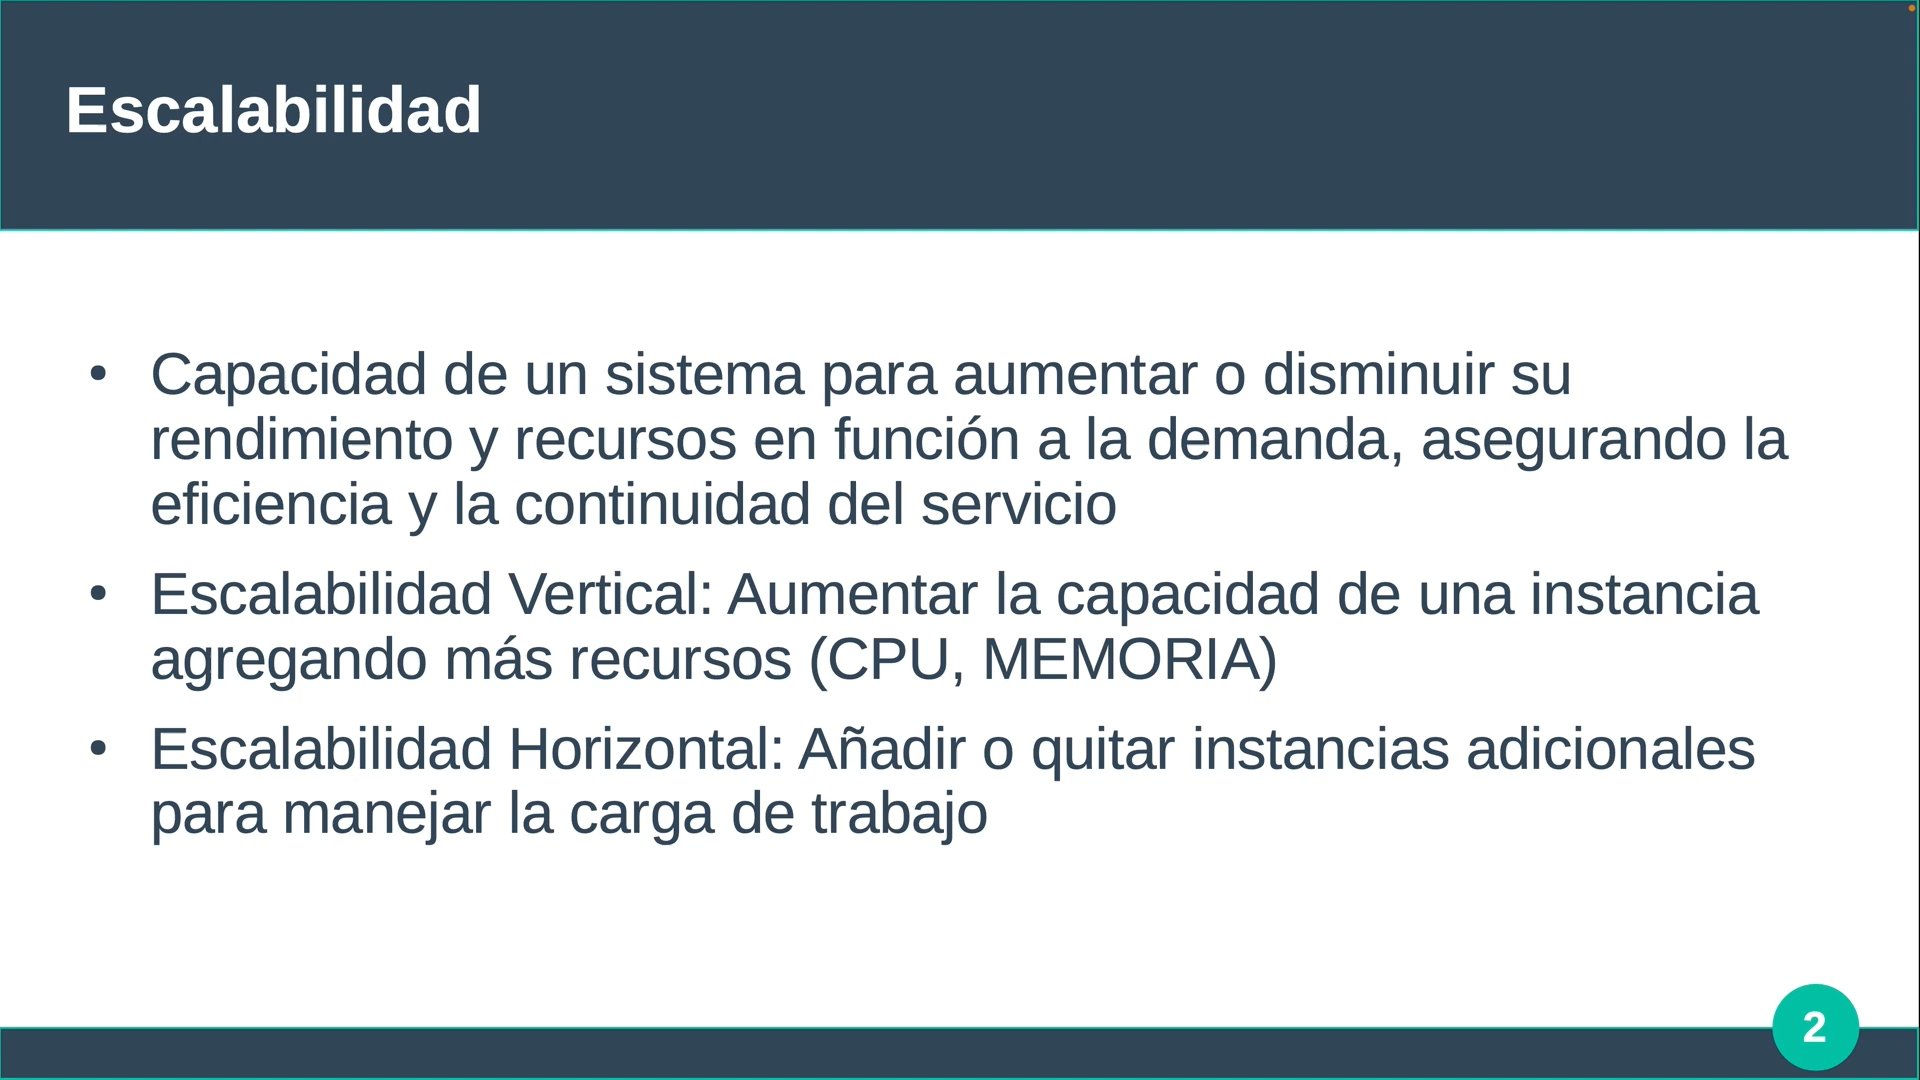 Escalabilidad
• Capacidad de un sistema para aumentar o disminuir su
rendimiento y recursos en función a la demanda, asegurando la
eficiencia y la continuidad del servicio
• Escalabilidad Vertical: Aumentar la capacidad de una instancia
agregando más recursos (CPU, MEMORIA)
• Escalabilidad Horizontal: Añadir o quitar instancias adicionales
para manejar la carga de trabajo
2